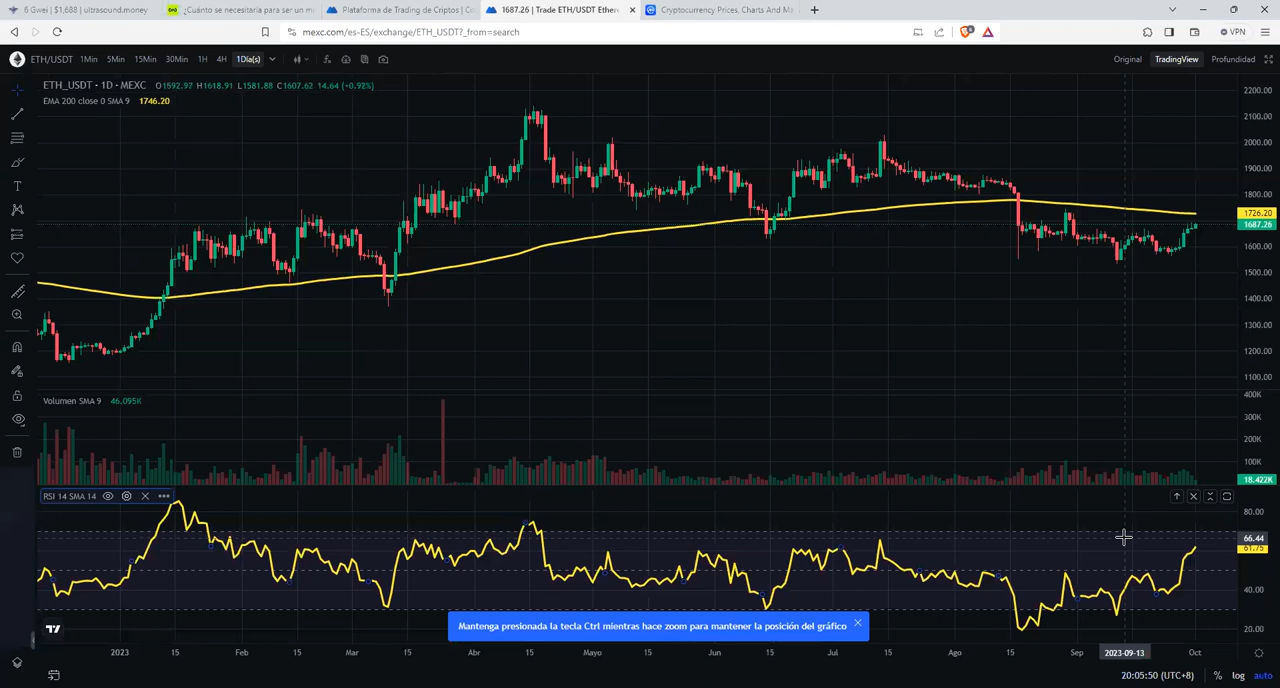 6 Gwei | $1,688 | ultrasound.money
¿Cuánto se necesitaria para ser un m
Plataforma de Trading de Criptos | C
1687.26 | Trade ETH/USDT Ether
Cryptocurrency Prices, Charts And Ma
mexc.com/es-ES/exchange/ETH_USDT?_from=search
VPN
ETH/USDT 1Min 5Min 15Min 30Min 1H 4H 1Día(s)
Original TradingView Profundidad
ETH_USDT · 1D · MEXC O1592.97 H1618.91 L1581.88 C1607.62 14.64 (+0.92%)
EMA 200 close 0 SMA 9 1746.20
2200.00
2100.00
2000.00
1900.00
1800.00
1726.20
1687.26
1600.00
1500.00
1400.00
1300.00
1200.00
1100.00
Volumen SMA 9 46.095K
400K
300K
200K
100K
18.422K
RSI 14 SMA 14
80.00
66.44
61.75
40.00
20.00
Mantenga presionada la tecla Ctrl mientras hace zoom para mantener la posición del gráfico
2023 15 Feb 15 Mar 15 Abr 15 Mayo 15 Jun 15 Jul 15 Ago 15 Sep 2023-09-13 Oct
20:05:50 (UTC+8) % log auto